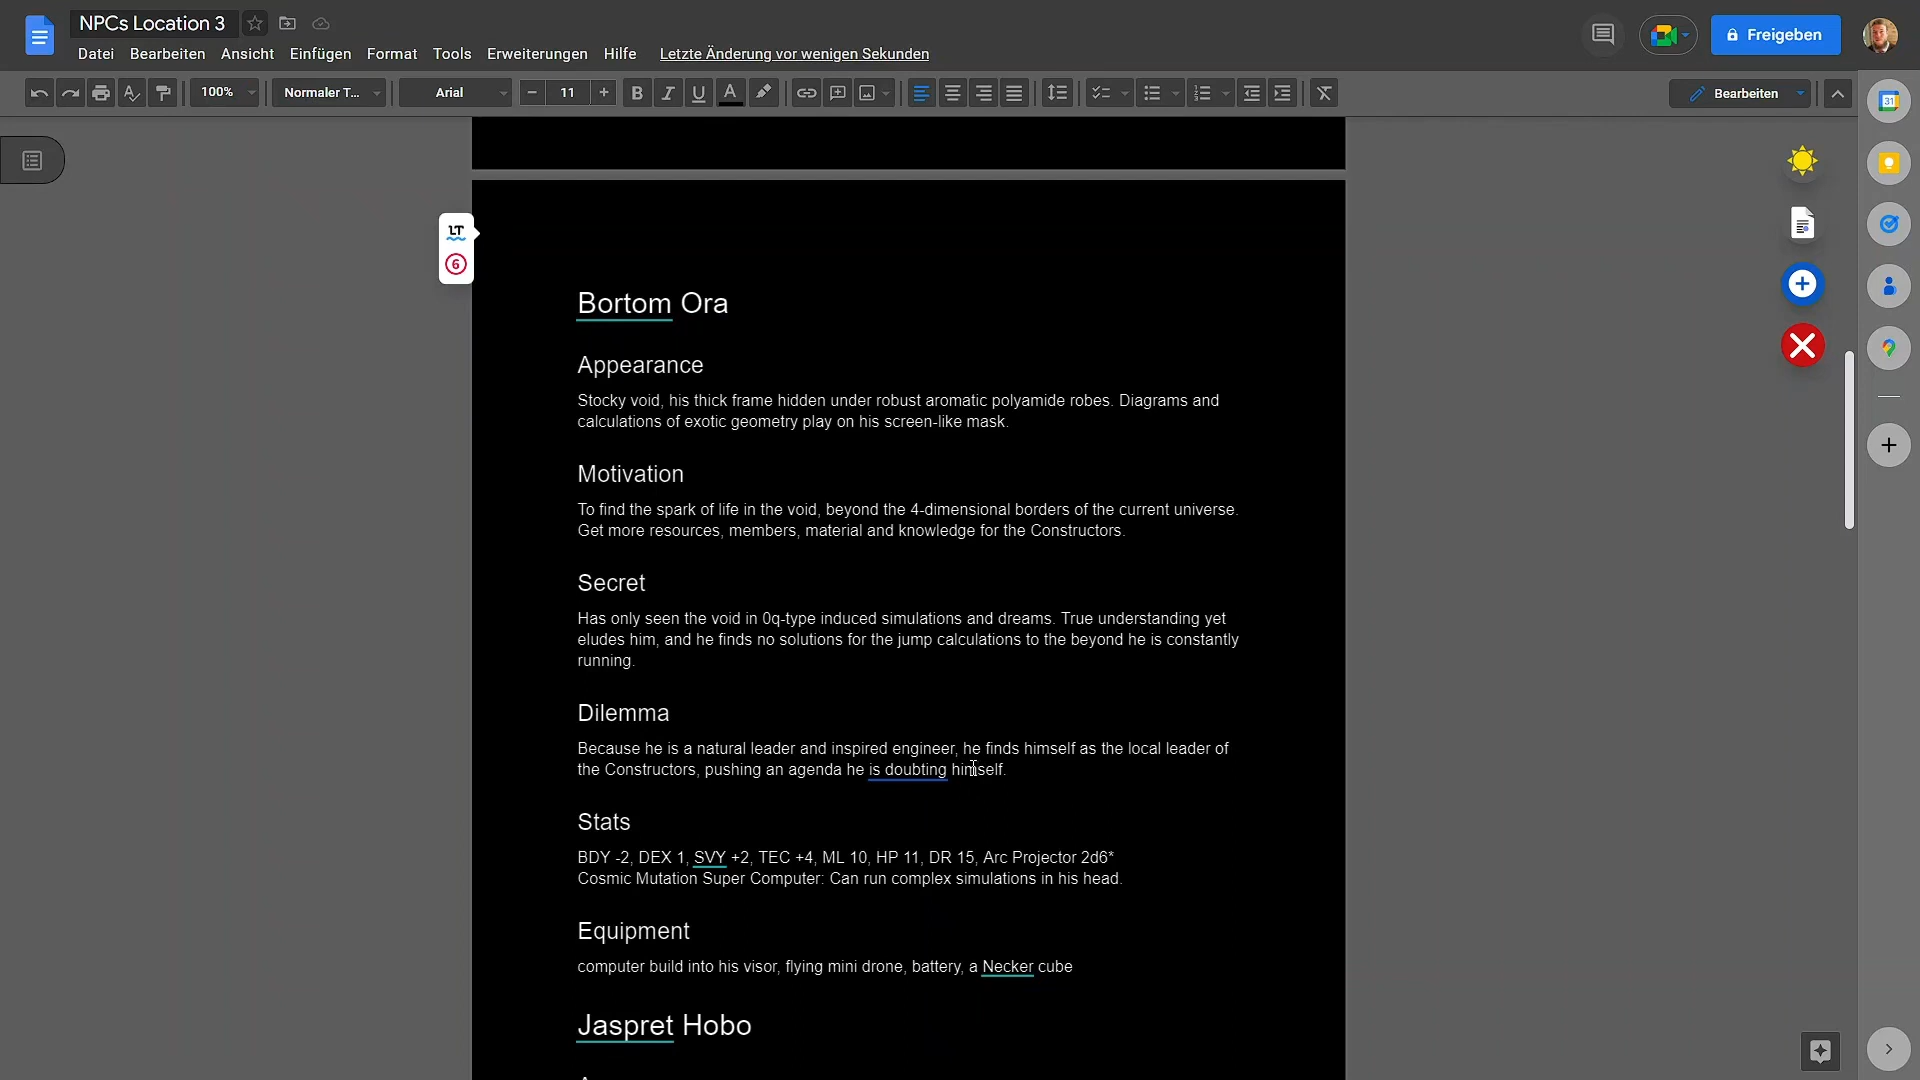 NPCs Location 3
Datei Bearbeiten Ansicht Einfügen Format Tools Erweiterungen Hilfe Letzte Änderung vor wenigen Sekunden
Freigeben
100% Normaler T... Arial 11 Bearbeiten
31
LT
6
Bortom Ora
Appearance
Stocky void, his thick frame hidden under robust aromatic polyamide robes. Diagrams and
calculations of exotic geometry play on his screen-like mask.
Motivation
To find the spark of life in the void, beyond the 4-dimensional borders of the current universe.
Get more resources, members, material and knowledge for the Constructors.
Secret
Has only seen the void in 0q-type induced simulations and dreams. True understanding yet
eludes him, and he finds no solutions for the jump calculations to the beyond he is constantly
running.
Dilemma
Because he is a natural leader and inspired engineer, he finds himself as the local leader of
the Constructors, pushing an agenda he is doubting himself.
Stats
BDY -2, DEX 1, SVY +2, TEC +4, ML 10, HP 11, DR 15, Arc Projector 2d6*
Cosmic Mutation Super Computer: Can run complex simulations in his head.
Equipment
computer build into his visor, flying mini drone, battery, a Necker cube
Jaspret Hobo